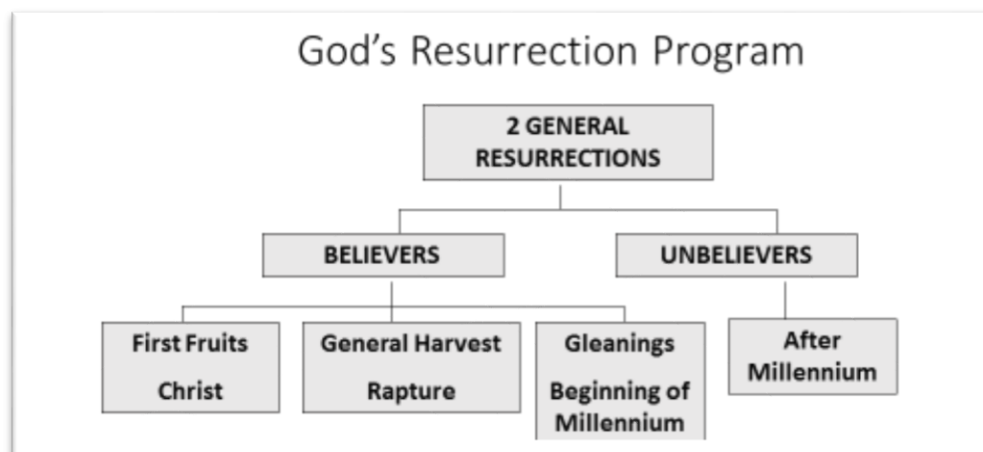 God's Resurrection Program
2 GENERAL
RESURRECTIONS
BELIEVERS
UNBELIEVERS
First Fruits
Christ
General Harvest
Rapture
Gleanings
Beginning of
Millennium
After
Millennium